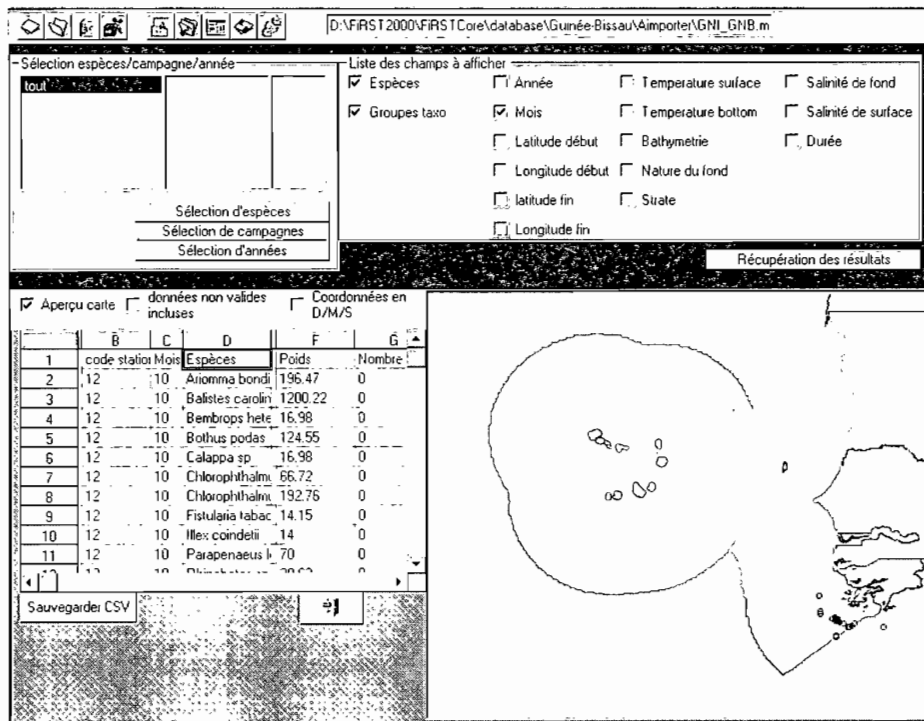 D:\FiRST2000\FiRSTCore\database\Guinée-Bissau\Aimporter\GNI_GNB.m
Sélection espèces/campagne/année
tout
Sélection d'espèces
Sélection de campagnes
Sélection d'années
Liste des champs à afficher
Espèces
Groupes taxo
Année
Mois
Latitude début
Longitude début
latitude fin
Longitude fin
Temperature surface
Temperature bottom
Bathymetrie
Nature du fond
Strate
Salinité de fond
Salinité de surface
Durée
Récupération des résultats
Aperçu carte
données non valides incluses
Coordonnées en D/M/S
B C D F G
1 code station Mois Espèces Poids Nombre
2 12 10 Ariomma bondi 196.47 0
3 12 10 Balistes carolin 1200.22 0
4 12 10 Bembrops hete 16.98 0
5 12 10 Bothus podas 124.55 0
6 12 10 Calappa sp 16.98 0
7 12 10 Chlorophthalmu 66.72 0
8 12 10 Chlorophthalmu 192.76 0
9 12 10 Fistularia tabac 14.15 0
10 12 10 Illex coindetii 14 0
11 12 10 Parapenaeus l 70 0
Sauvegarder CSV